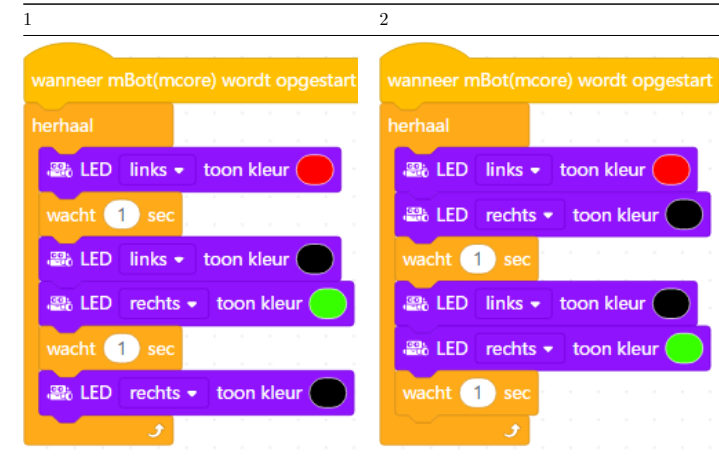 1
wanneer mBot(mcore) wordt opgestart
herhaal
LED links toon kleur
wacht 1 sec
LED links toon kleur
LED rechts toon kleur
wacht 1 sec
LED rechts toon kleur
2
wanneer mBot(mcore) wordt opgestart
herhaal
LED links toon kleur
LED rechts toon kleur
wacht 1 sec
LED links toon kleur
LED rechts toon kleur
wacht 1 sec